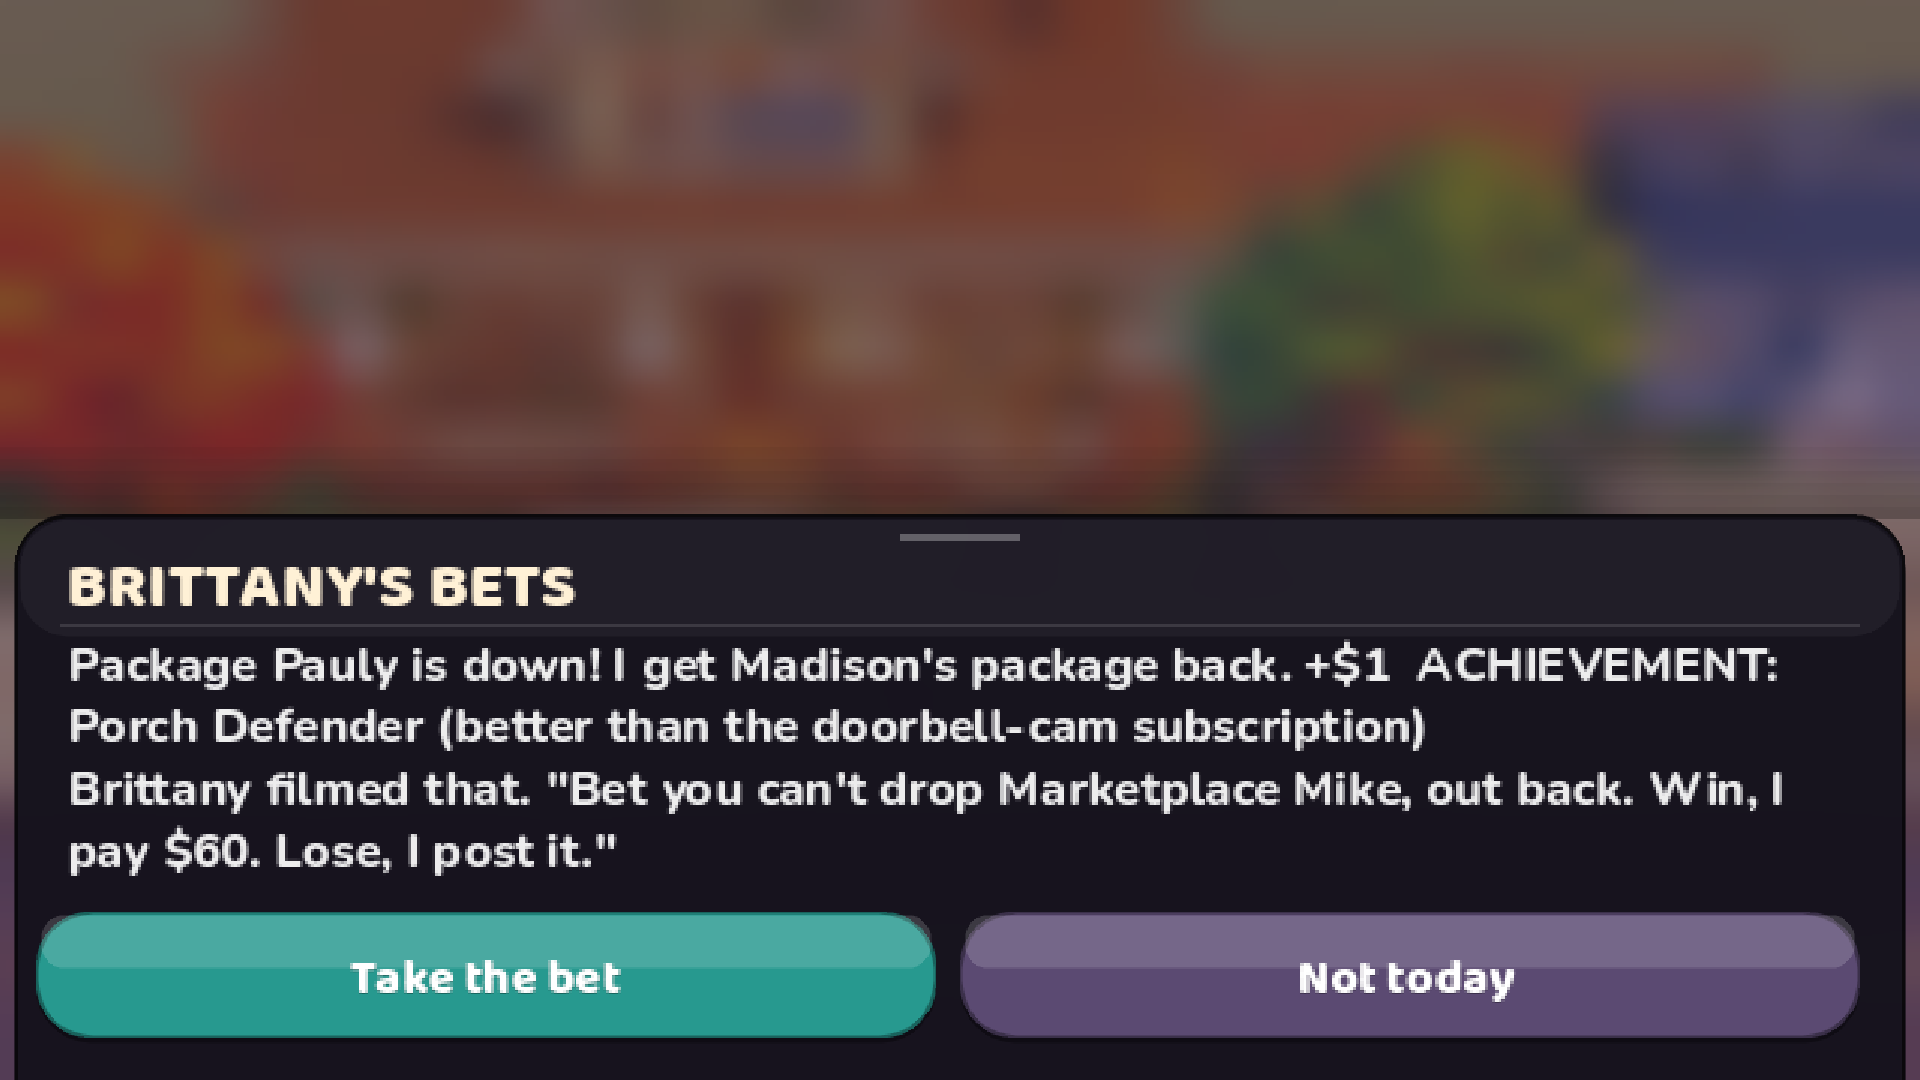 BRITTANY'S BETS
Package Pauly is down! I get Madison's package back. +$1  ACHIEVEMENT:
Porch Defender (better than the doorbell-cam subscription)
Brittany filmed that. "Bet you can't drop Marketplace Mike, out back. Win, I
pay $60. Lose, I post it."
Take the bet
Not today